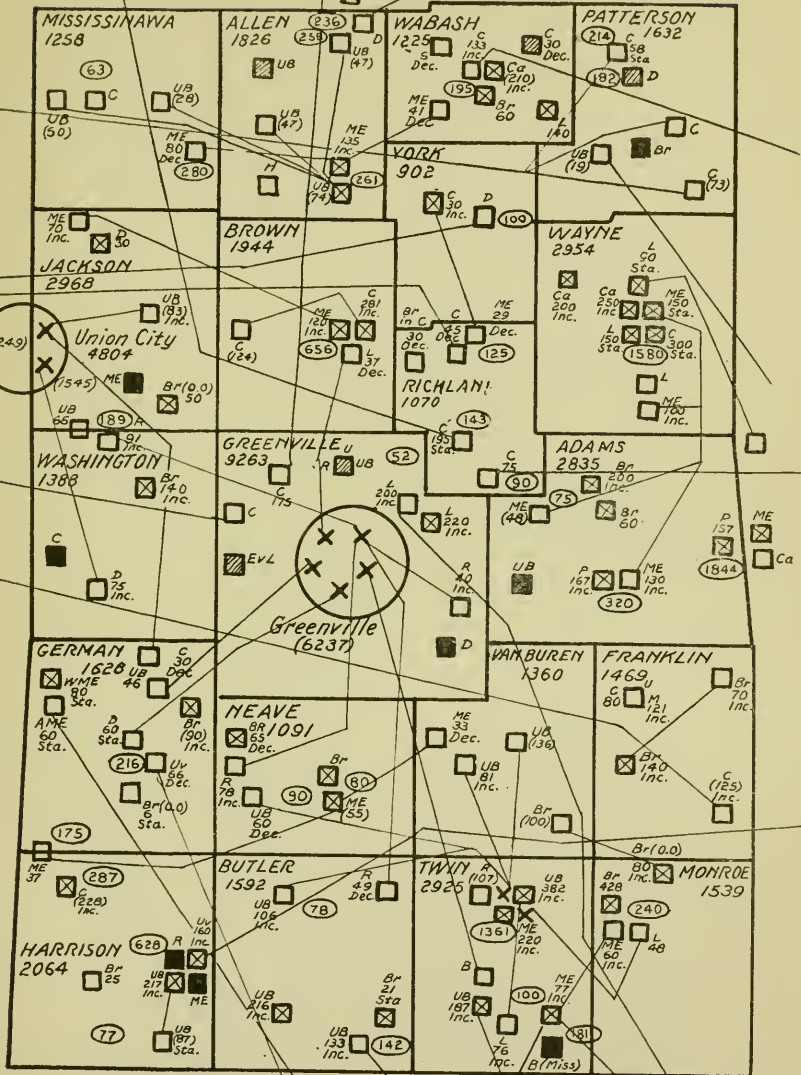 MISSISSINAWA
1258
63
C
UB
(50)
UB
(28)
ME
80
Dec
280
ALLEN
1826
236
D
UB
(47)
UB
UB
(47)
H
ME
135
Inc.
UB
(74)
261
WABASH
1225
S
Dec.
C
133
Inc.
Ca
(210)
Inc.
C
30
Dec.
195
Br
60
ME
41
Dec
L
140
PATTERSON
1632
214
C
58
Sta
182
D
C
Br
UB
(19)
C
(73)
YORK
902
C
30
Inc.
D
109
ME
70
Inc.
D
50
JACKSON
2968
UB
(83)
Inc.
Union City
4804
(1545)
249)
ME
Br(0.0)
50
UB
66
189
BROWN
1944
C
(124)
ME
120
Inc.
C
281
Inc.
656
L
37
Dec.
Br
in C
30
Dec.
C
45
Dec
ME
29
Dec.
125
RICHLAN
1070
143
C
195
Sta.
C
75
90
WAYNE
2954
Ca
200
Inc.
L
90
Sta.
Ca
250
Inc
ME
150
Sta.
L
150
Sta
C
300
Sta.
1580
L
ME
103
Inc.
R
91
Inc
WASHINGTON
1388
Br
140
Inc.
C
D
75
Inc.
GREENVILLE
9263
C
175
U
R
UB
52
L
200
Inc
L
220
Inc.
C
EvL
R
40
Inc
Greenville
(6237)
D
ADAMS
2835
75
Br
200
Inc.
ME
(48)
Br
60
P
157
ME
Ca
1844
UB
P
167
Inc.
ME
130
Inc.
320
GERMAN
1628
C
30
Dec
UB
46
WME
80
Sta.
AME
60
Sta.
Br
(90)
Inc.
D
60
Sta.
216
Uv
66
Dec.
Br(0.0)
6
Sta.
175
NEAVE
1091
BR
65
Dec.
R
78
Inc.
UB
60
Dec.
Br
90
80
ME
(55)
VAN BUREN
1360
ME
33
Dec.
UB
(136)
UB
81
Inc.
Br
(100)
FRANKLIN
1469
C
80
U
M
121
Inc.
Br
70
Inc.
Br
140
Inc.
C
(125)
Inc.
ME
37
287
C
(228)
Inc.
HARRISON
2064
628
R
Uv
160
Inc
UB
217
Inc.
ME
Br
25
77
UB
(87)
Sta.
BUTLER
1592
UB
106
Inc.
78
R
49
Dec.
UB
216
Inc.
Br
21
Sta
UB
133
Inc.
142
TWIN
2925
R
(107)
UB
382
Inc.
1361
ME
220
Inc.
B
UB
187
Inc.
L
76
Inc.
100
ME
77
Inc.
181
B(Miss)
Br(0.0)
80
Inc.
MONROE
1539
Br
428
240
ME
60
Inc.
L
48